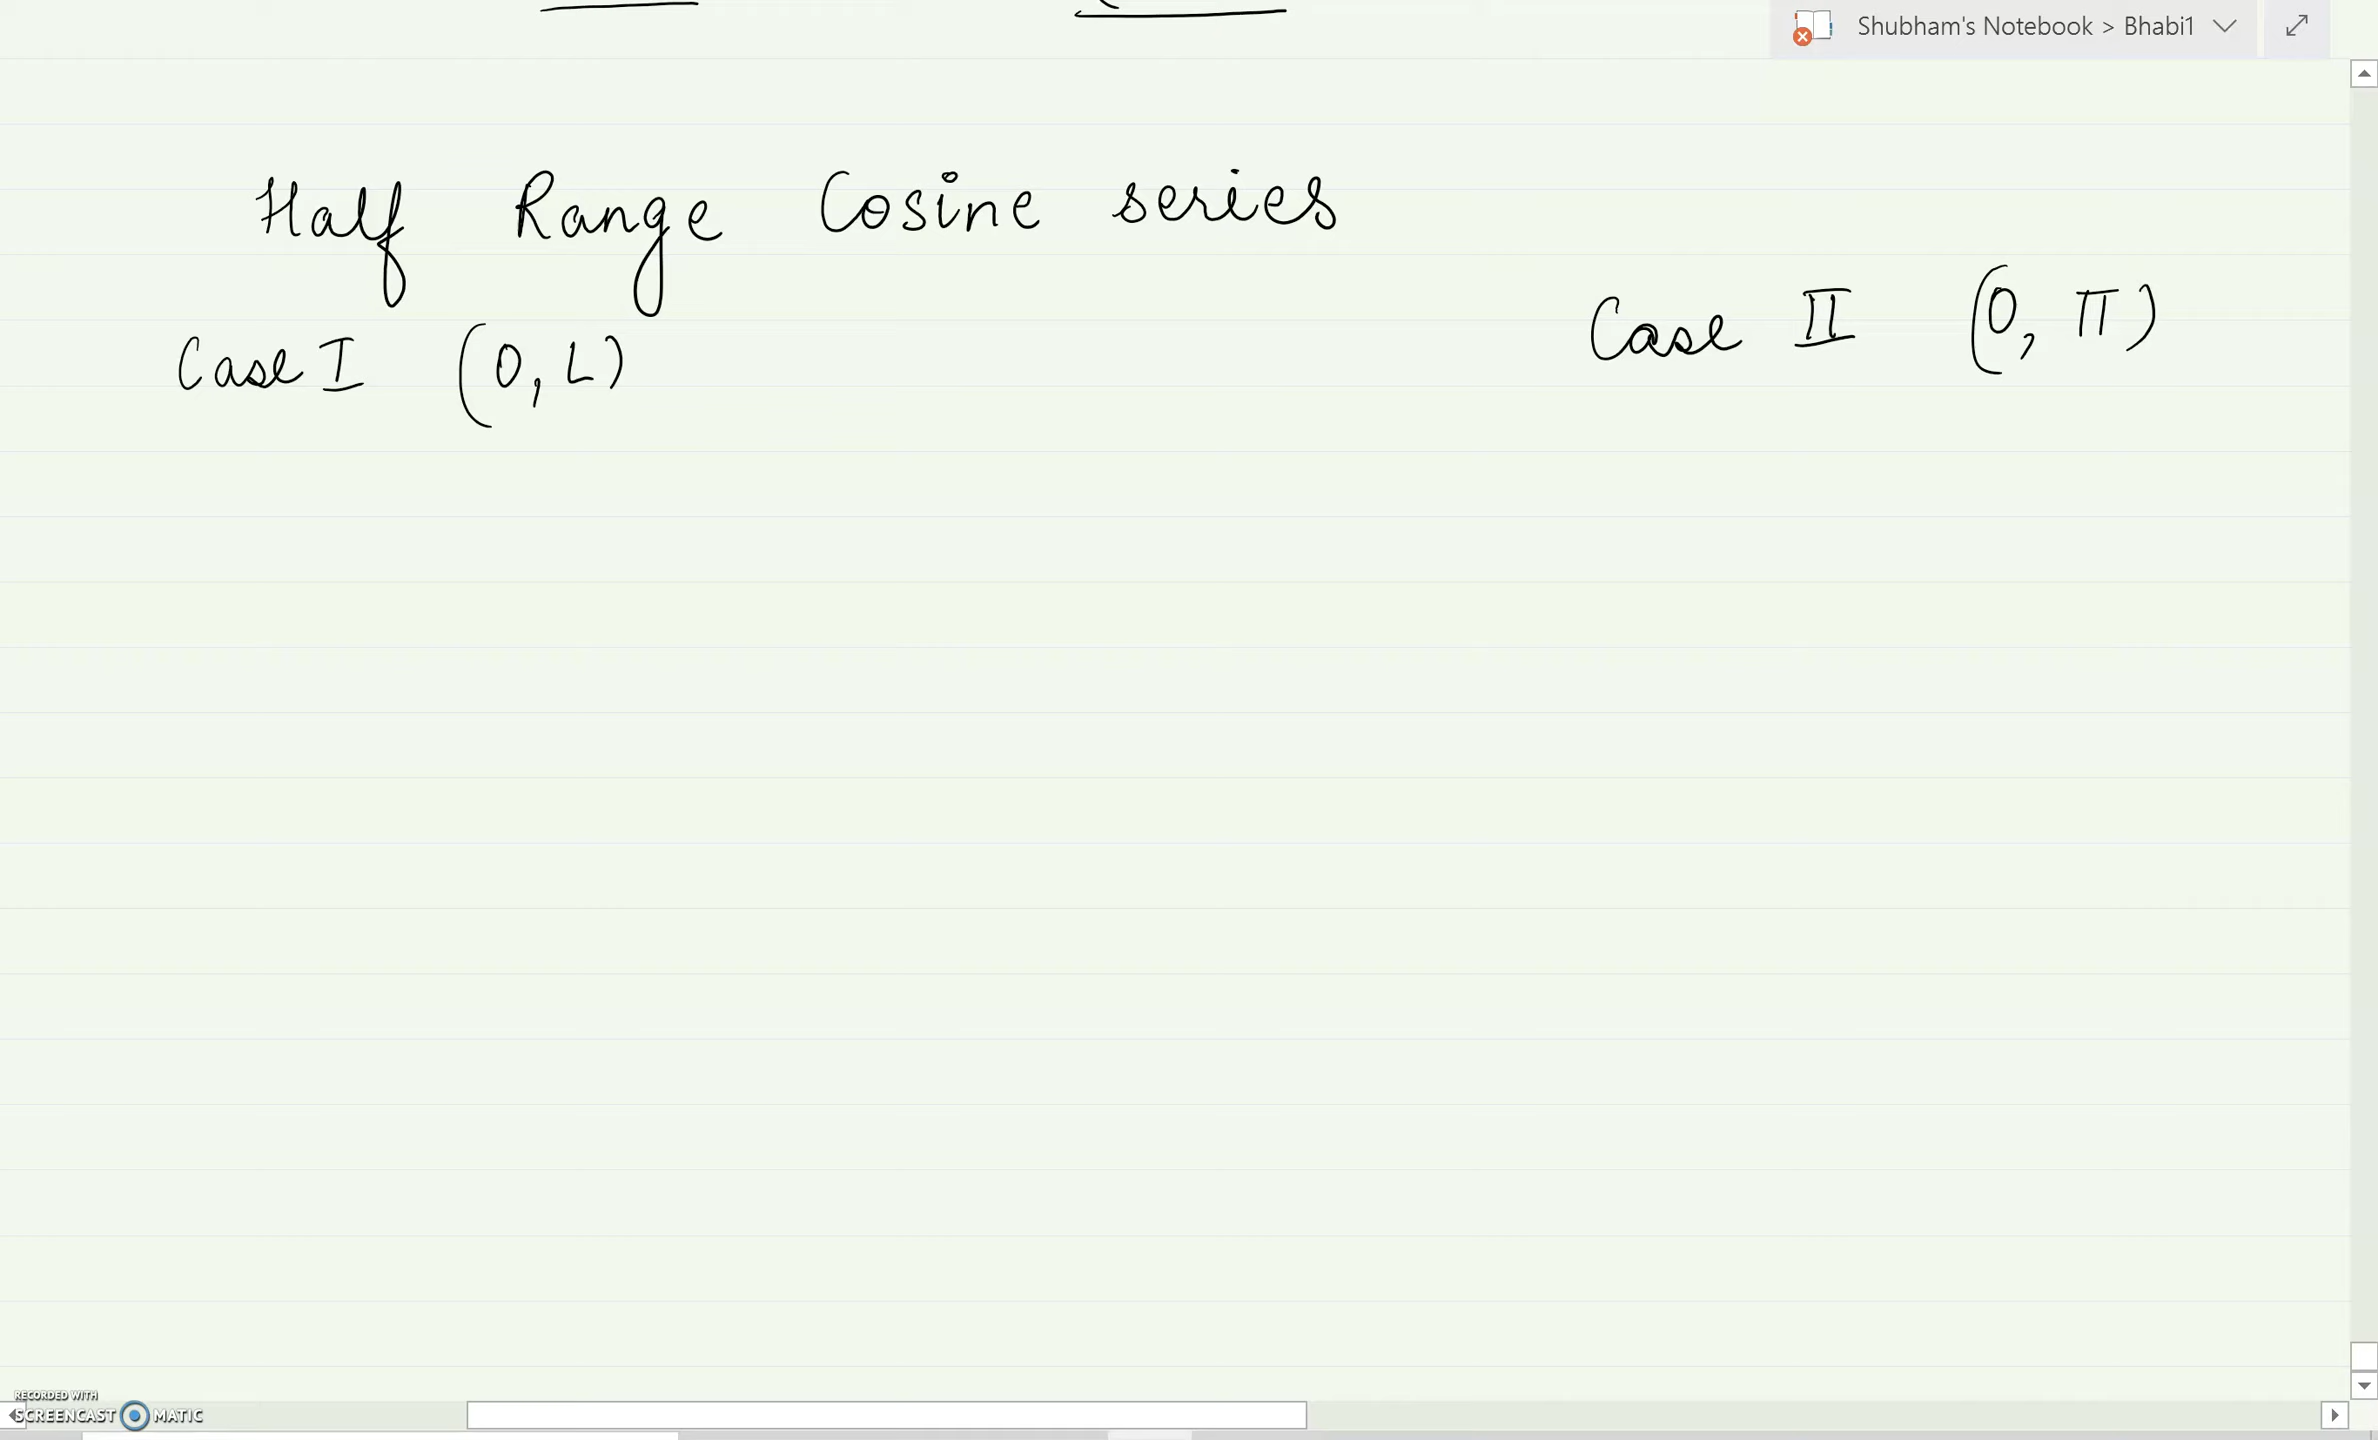 Shubham's Notebook > Bhabi1
Half Range Cosine series
Case I (0, L)
Case II (0, π)
RECORDED WITH
SCREENCAST MATIC